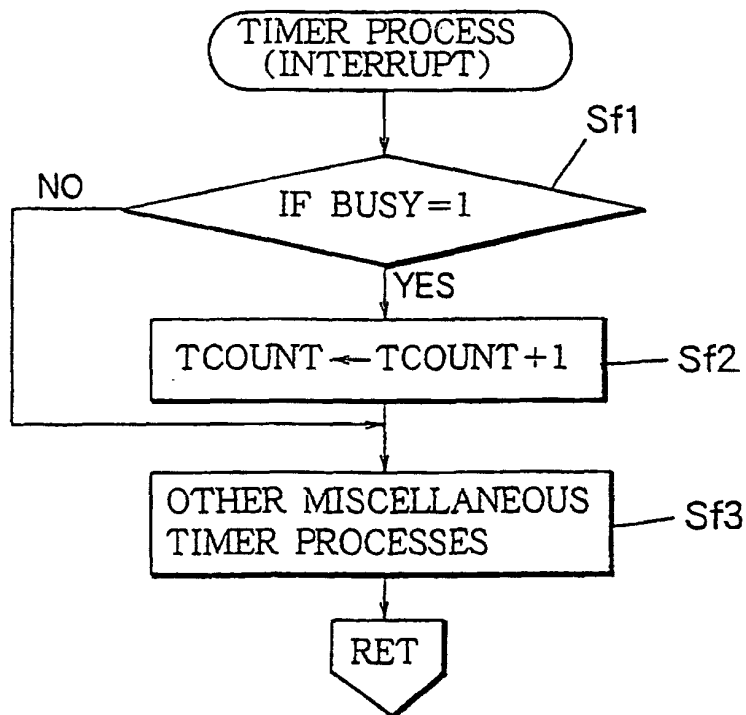 TIMER PROCESS
(INTERRUPT)
Sf1
NO
IF BUSY=1
YES
TCOUNT←TCOUNT+1
Sf2
OTHER MISCELLANEOUS
TIMER PROCESSES
Sf3
RET